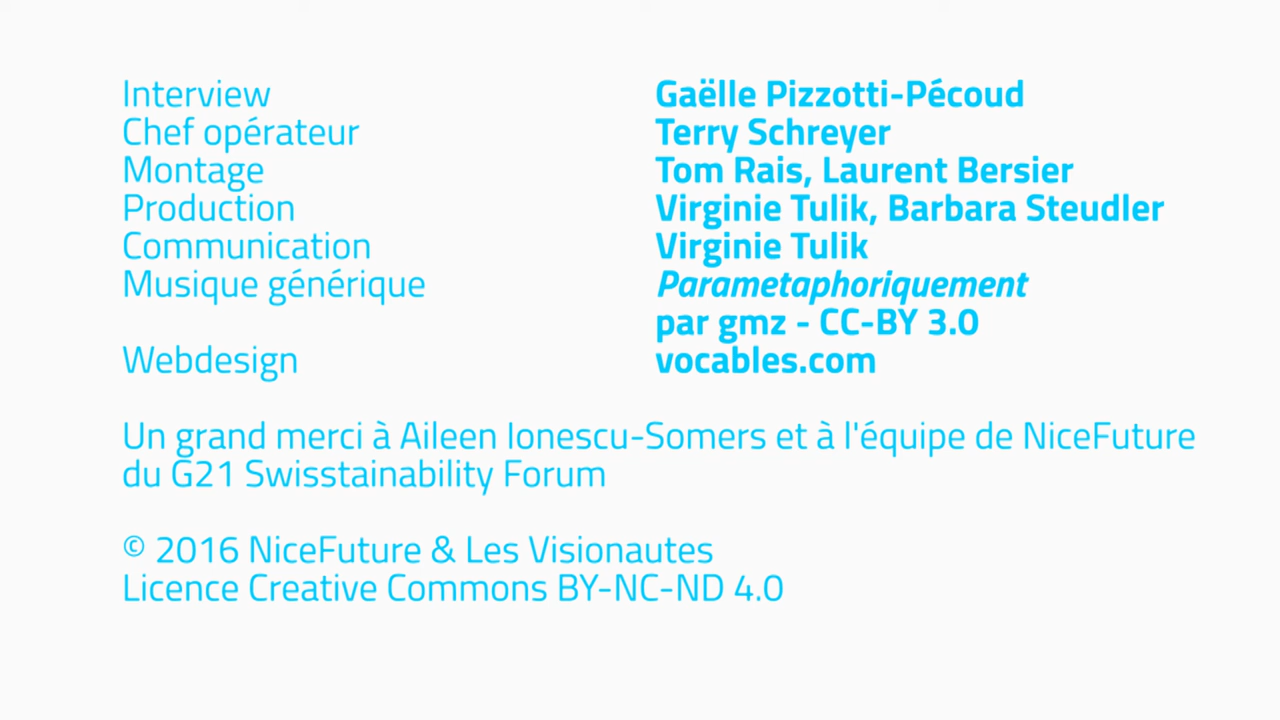 Interview Gaëlle Pizzotti-Pécoud
Chef opérateur Terry Schreyer
Montage Tom Rais, Laurent Bersier
Production Virginie Tulik, Barbara Steudler
Communication Virginie Tulik
Musique générique Parametaphoriquement
par gmz - CC-BY 3.0
Webdesign vocables.com
Un grand merci à Aileen Ionescu-Somers et à l'équipe de NiceFuture
du G21 Swisstainability Forum
© 2016 NiceFuture & Les Visionautes
Licence Creative Commons BY-NC-ND 4.0